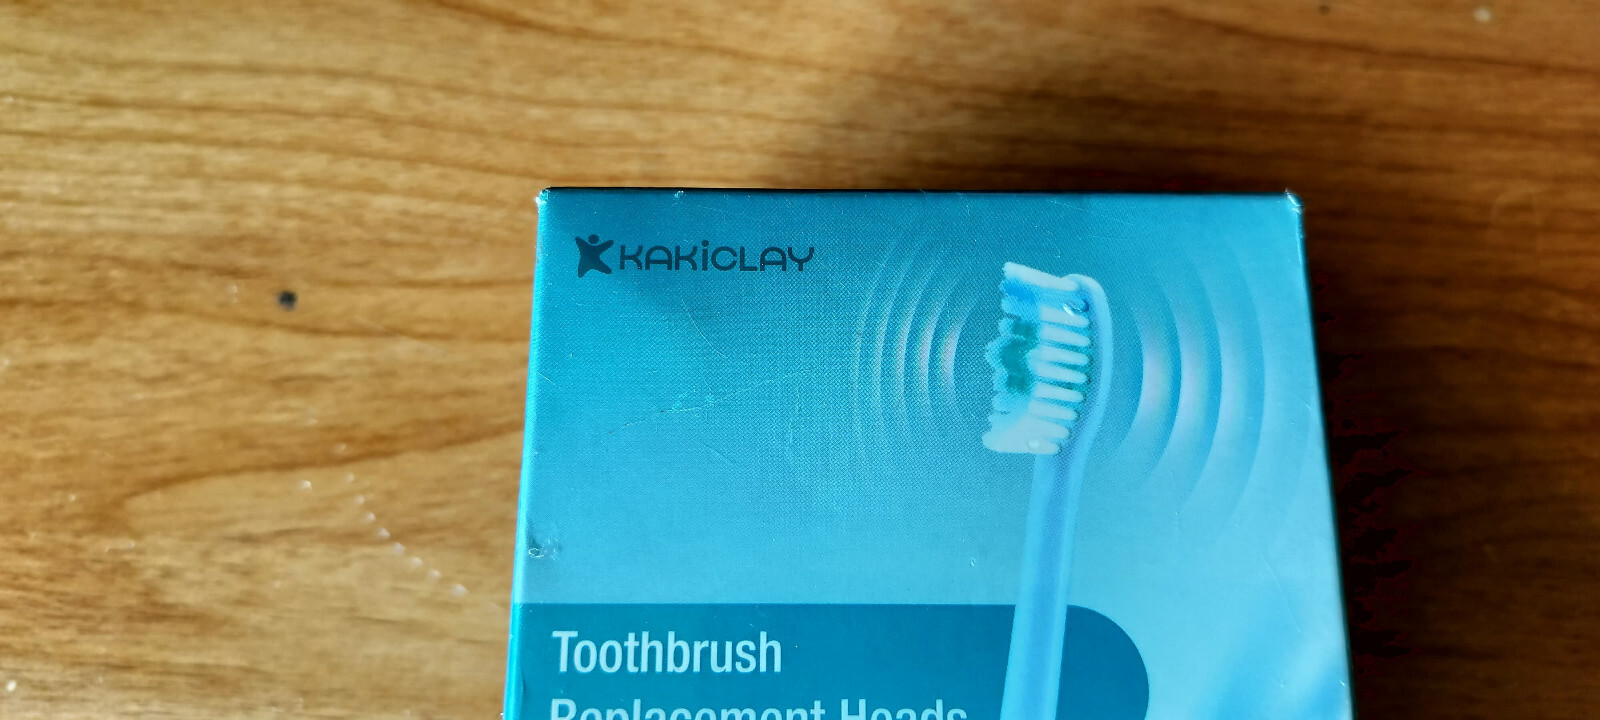 KAKiCLAY
Toothbrush
Replacement Heads